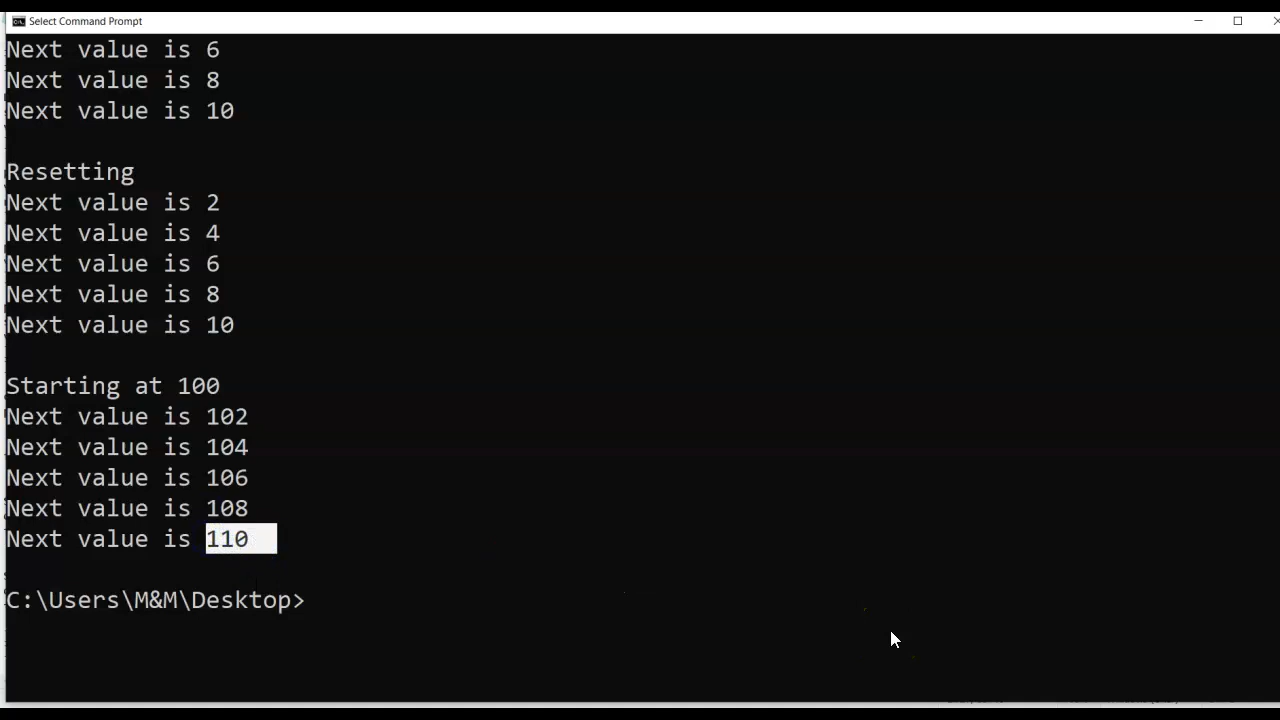 Select Command Prompt
Next value is 6
Next value is 8
Next value is 10
Resetting
Next value is 2
Next value is 4
Next value is 6
Next value is 8
Next value is 10
Starting at 100
Next value is 102
Next value is 104
Next value is 106
Next value is 108
Next value is 110
C:\Users\M&M\Desktop>